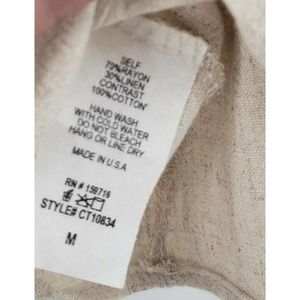 SELF
70%RAYON
30%LINEN
CONTRAST
100%COTTON
HAND WASH
WITH COLD WATER
DO NOT BLEACH
HANG OR LINE DRY
MADE IN U.S.A
RN # 159716
STYLE# CT10834
M